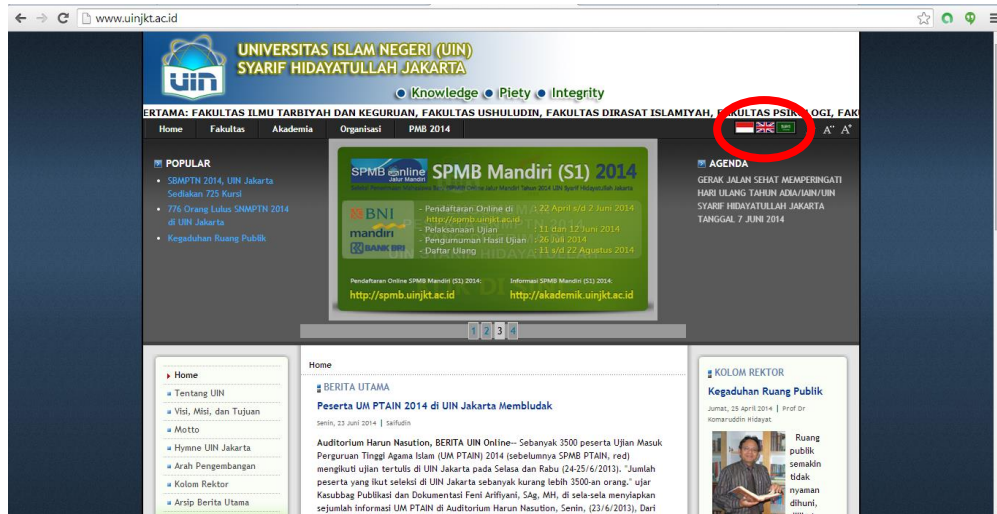 www.uinjkt.ac.id
UNIVERSITAS ISLAM NEGERI (UIN)
SYARIF HIDAYATULLAH JAKARTA
uin
Knowledge Piety Integrity
ERTAMA: FAKULTAS ILMU TARBIYAH DAN KEGURUAN, FAKULTAS USHULUDIN, FAKULTAS DIRASAT ISLAMIYAH, FAKULTAS PSIKOLOGI, FAK
Home Fakultas Akademia Organisasi PMB 2014
A- A+
POPULAR
SBMPTN 2014, UIN Jakarta
Sediakan 725 Kursi
776 Orang Lulus SNMPTN 2014
di UIN Jakarta
Kegaduhan Ruang Publik
SPMB online SPMB Mandiri (S1) 2014
Jalur Mandiri
BNI
mandiri
BANK BRI
- Pendaftaran Online di : 22 April s/d 2 Juni 2014
http://spmb.uinjkt.ac.id
- Pelaksanaan Ujian : 11 dan 12 Juni 2014
- Pengumuman Hasil Ujian : 26 Juli 2014
- Daftar Ulang : 11 s/d 22 Agustus 2014
Pendaftaran Online SPMB Mandiri (S1) 2014:
http://spmb.uinjkt.ac.id
Informasi SPMB Mandiri (S1) 2014:
http://akademik.uinjkt.ac.id
1 2 3 4
AGENDA
GERAK JALAN SEHAT MEMPERINGATI
HARI ULANG TAHUN ADIA/IAIN/UIN
SYARIF HIDAYATULLAH JAKARTA
TANGGAL 7 JUNI 2014
Home
Tentang UIN
Visi, Misi, dan Tujuan
Motto
Hymne UIN Jakarta
Arah Pengembangan
Kolom Rektor
Arsip Berita Utama
Home
BERITA UTAMA
Peserta UM PTAIN 2014 di UIN Jakarta Membludak
Senin, 23 Juni 2014 | Saifudin
Auditorium Harun Nasution, BERITA UIN Online-- Sebanyak 3500 peserta Ujian Masuk
Perguruan Tinggi Agama Islam (UM PTAIN) 2014 (sebelumnya SPMB PTAIN, red)
mengikuti ujian tertulis di UIN Jakarta pada Selasa dan Rabu (24-25/6/2013). "Jumlah
peserta yang ikut seleksi di UIN Jakarta sebanyak kurang lebih 3500-an orang." ujar
Kasubbag Publikasi dan Dokumentasi Feni Arifiyani, SAg, MH, di sela-sela menyiapkan
sejumlah informasi UM PTAIN di Auditorium Harun Nasution, Senin, (23/6/2013), Dari
KOLOM REKTOR
Kegaduhan Ruang Publik
Jumat, 25 April 2014 | Prof Dr
Komaruddin Hidayat
Ruang
publik
semakin
tidak
nyaman
dihuni,